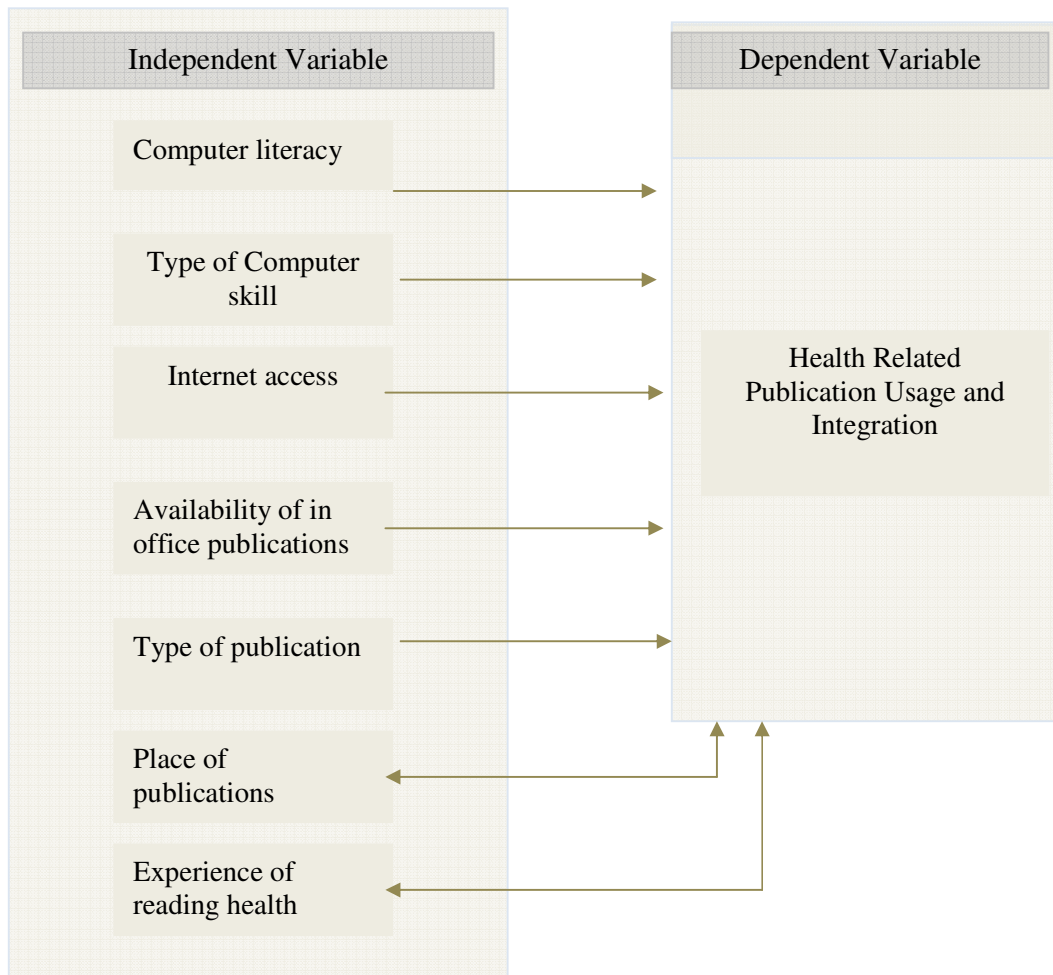 Independent Variable
Dependent Variable
Computer literacy
Type of Computer
skill
Internet access
Health Related
Publication Usage and
Integration
Availability of in
office publications
Type of publication
Place of
publications
Experience of
reading health